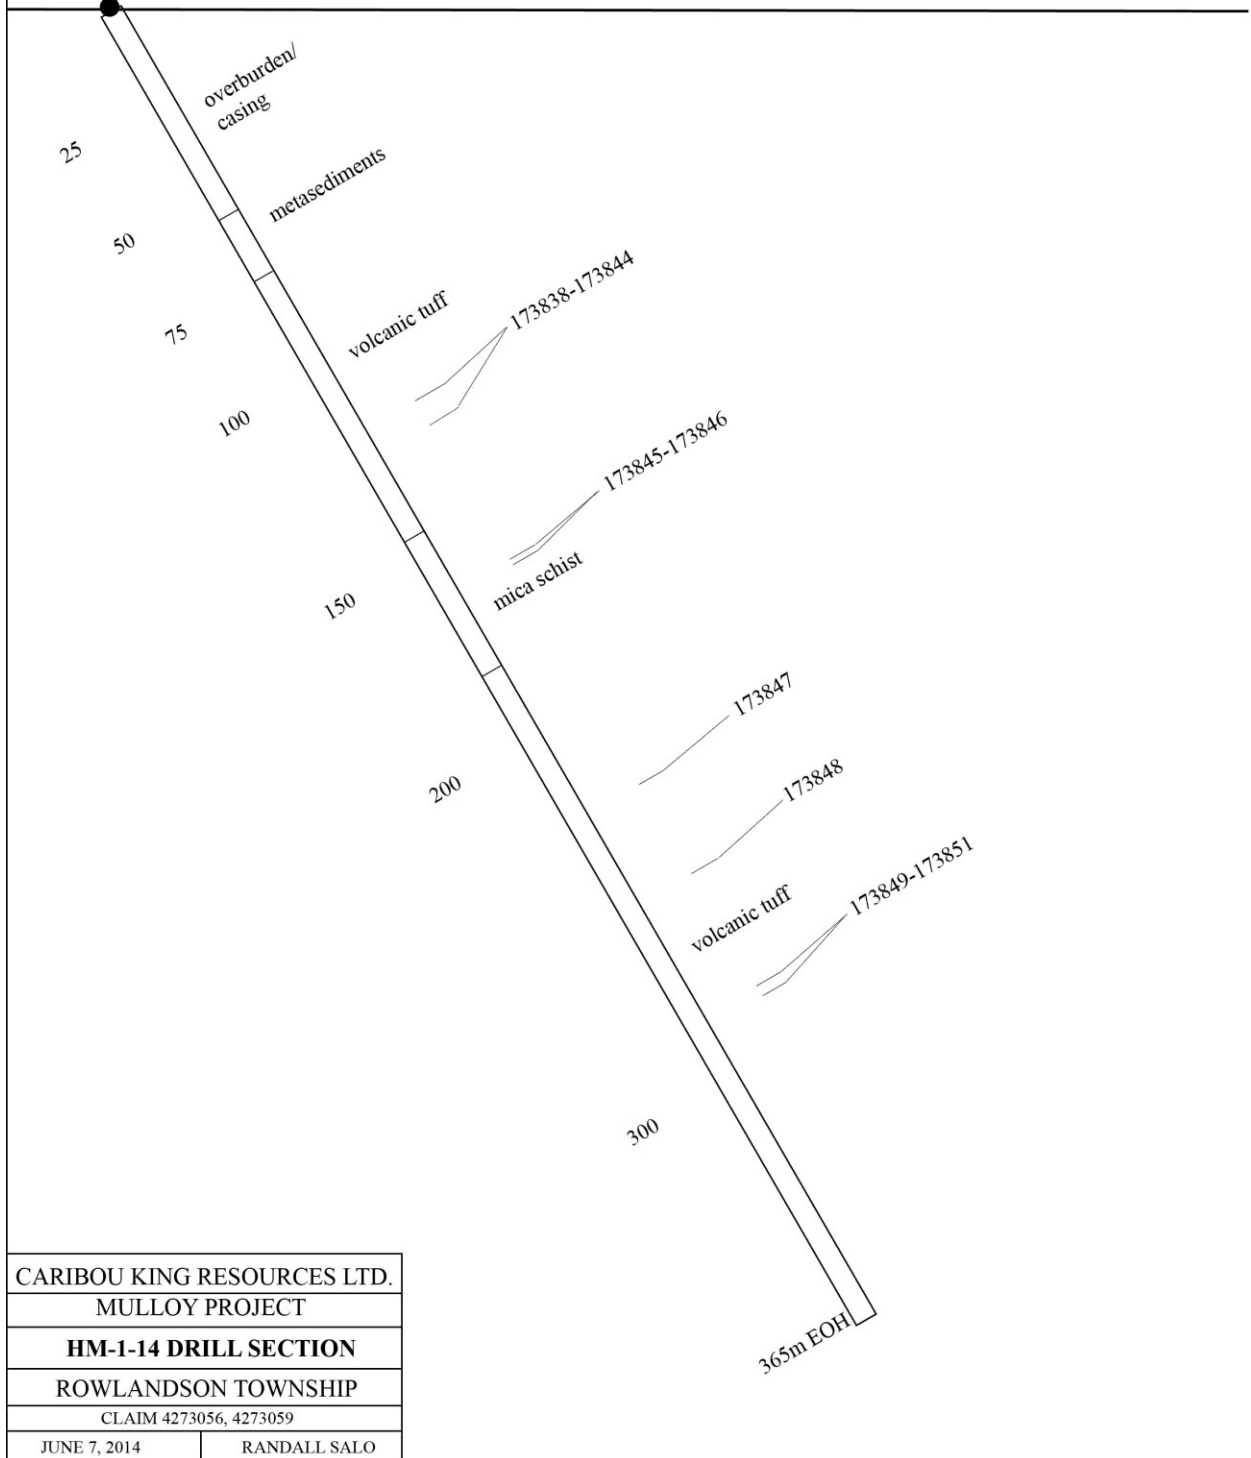 overburden/
casing
25
metasediments
50
173838-173844
volcanic tuff
75
100
173845-173846
mica schist
150
173847
200
173848
173849-173851
volcanic tuff
300
365m EOH
CARIBOU KING RESOURCES LTD.
MULLOY PROJECT
HM-1-14 DRILL SECTION
ROWLANDSON TOWNSHIP
CLAIM 4273056, 4273059
JUNE 7, 2014 RANDALL SALO